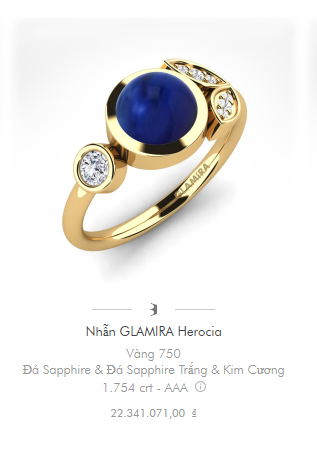 GLAMIRA
Nhẫn GLAMIRA Herocia
Vàng 750
Đá Sapphire & Đá Sapphire Trắng & Kim Cương
1.754 crt - AAA
22.341.071,00 ₫